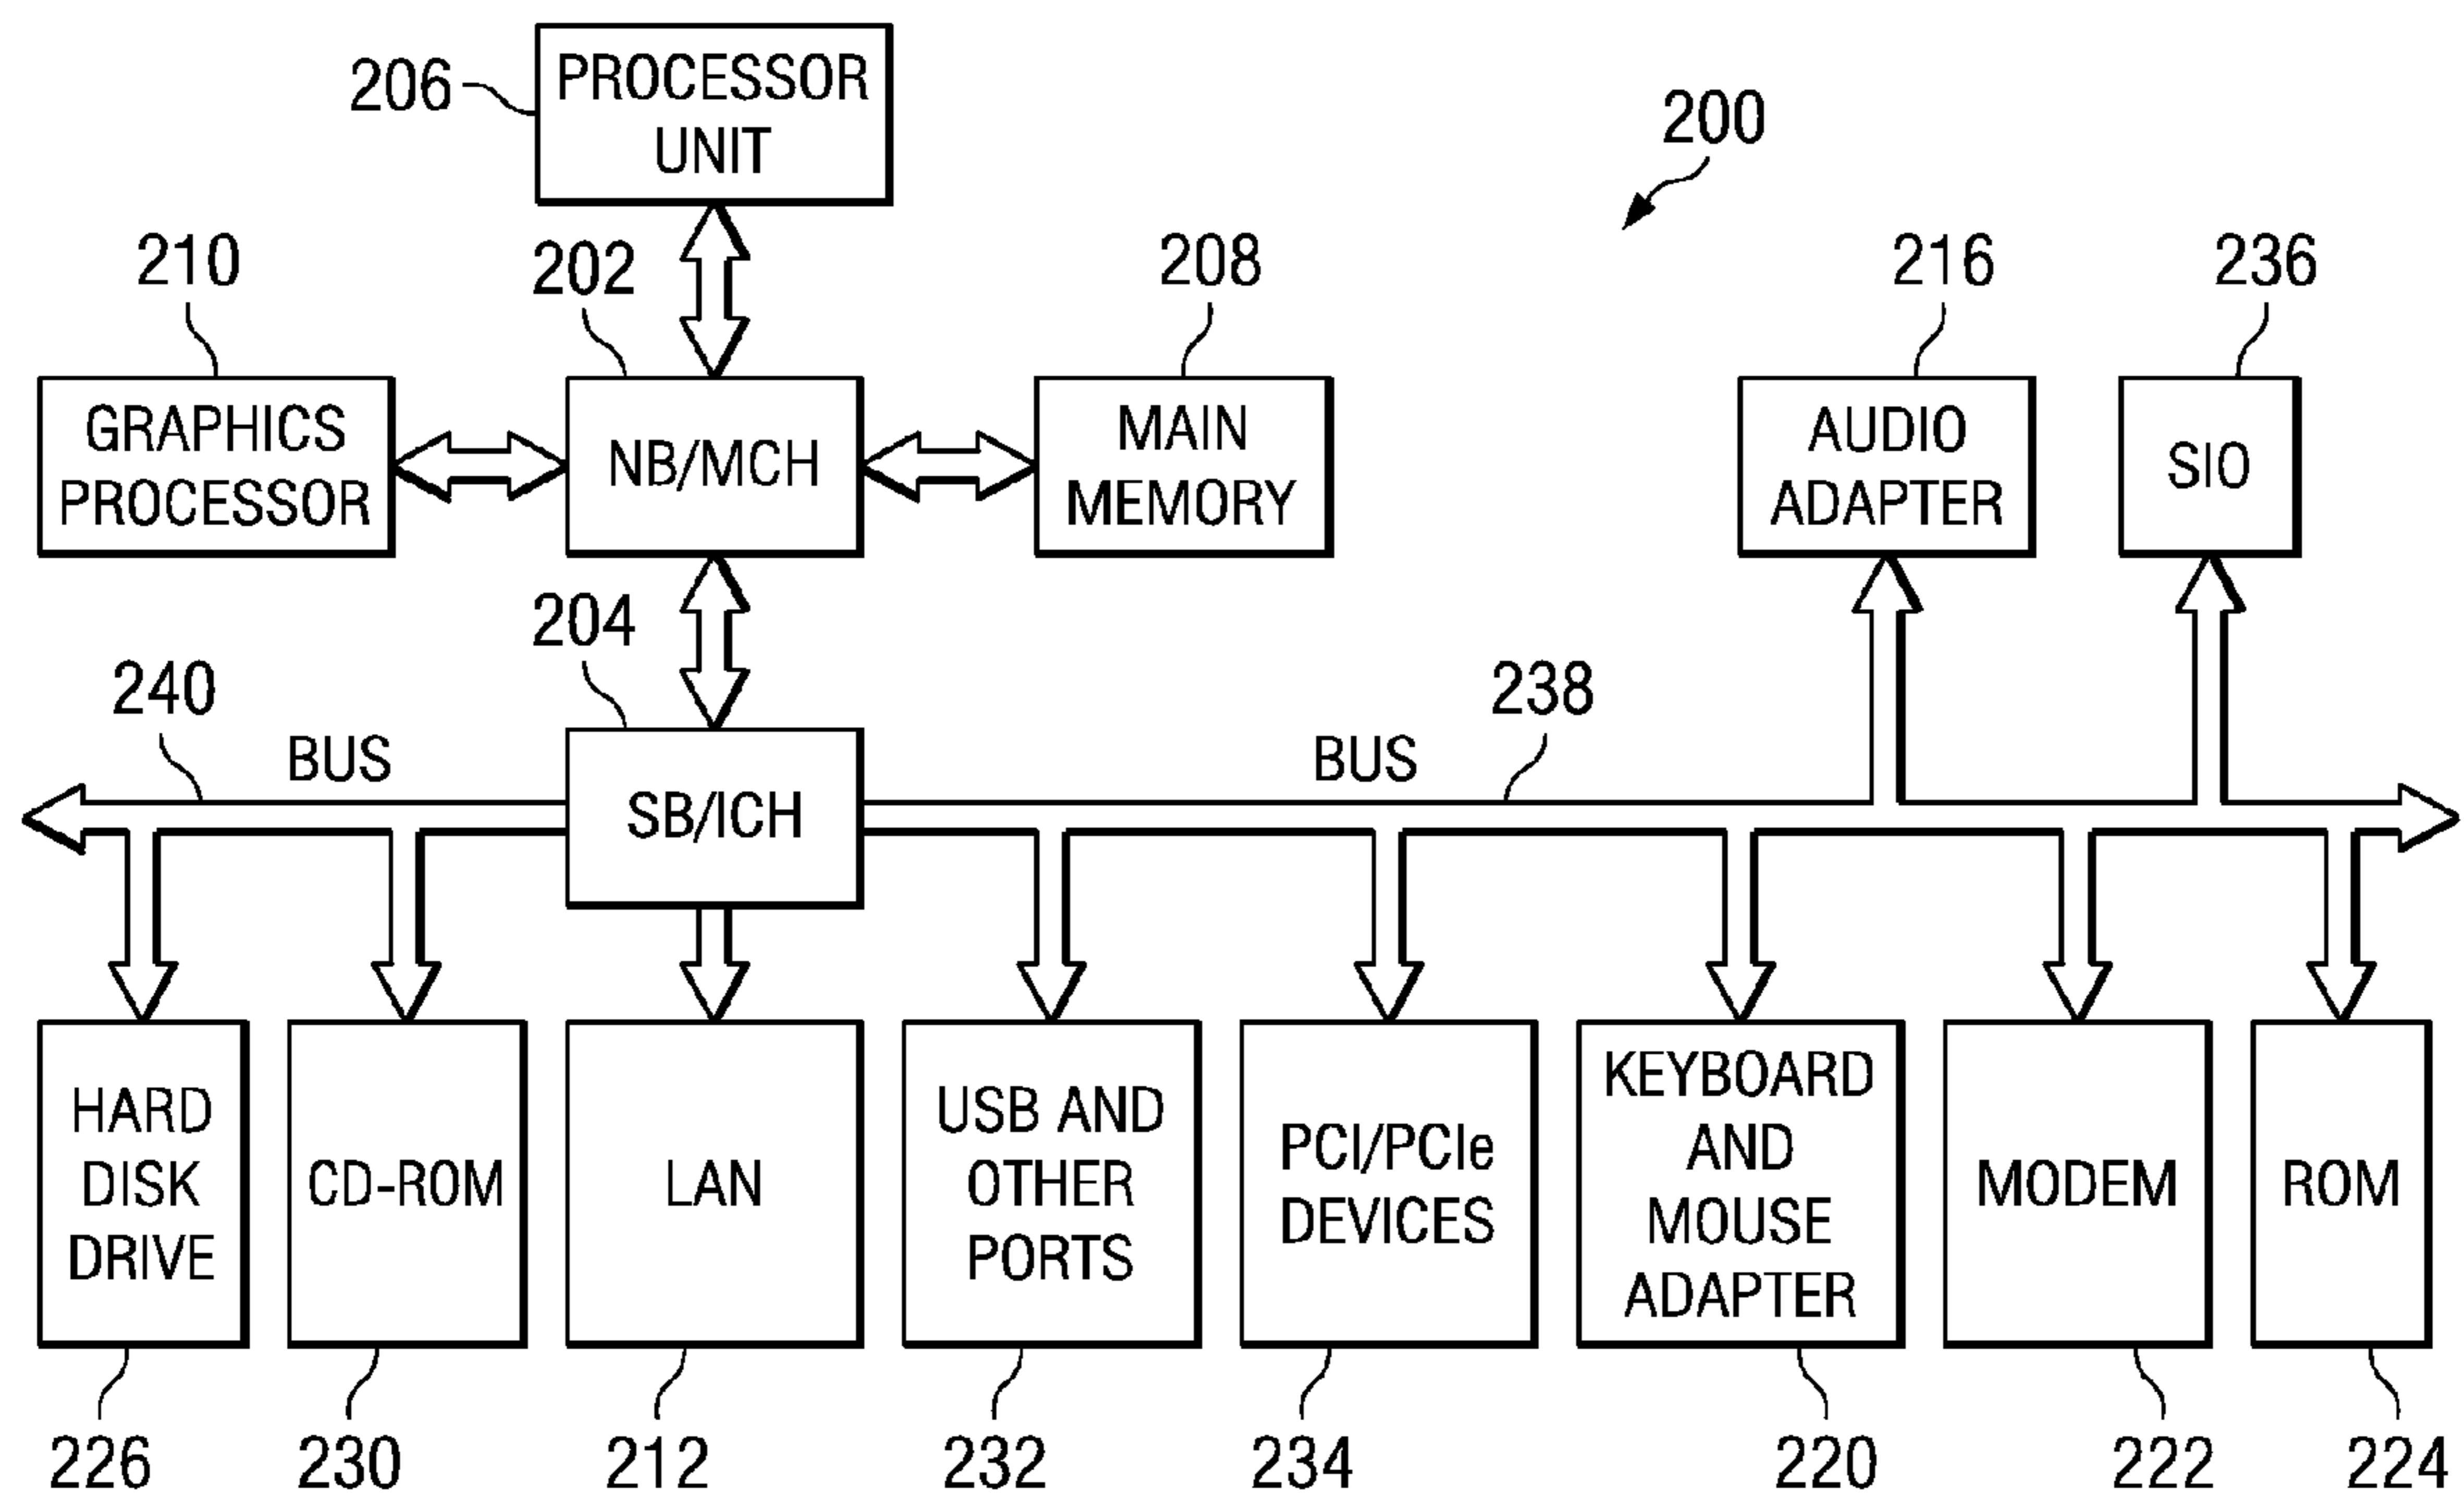 206
PROCESSOR
UNIT
200
210
202
208
216
236
GRAPHICS
PROCESSOR
NB/MCH
MAIN
MEMORY
AUDIO
ADAPTER
SIO
204
240
BUS
238
BUS
SB/ICH
HARD
DISK
DRIVE
CD-ROM
LAN
USB AND
OTHER
PORTS
PCI/PCIe
DEVICES
KEYBOARD
AND
MOUSE
ADAPTER
MODEM
ROM
226
230
212
232
234
220
222
224